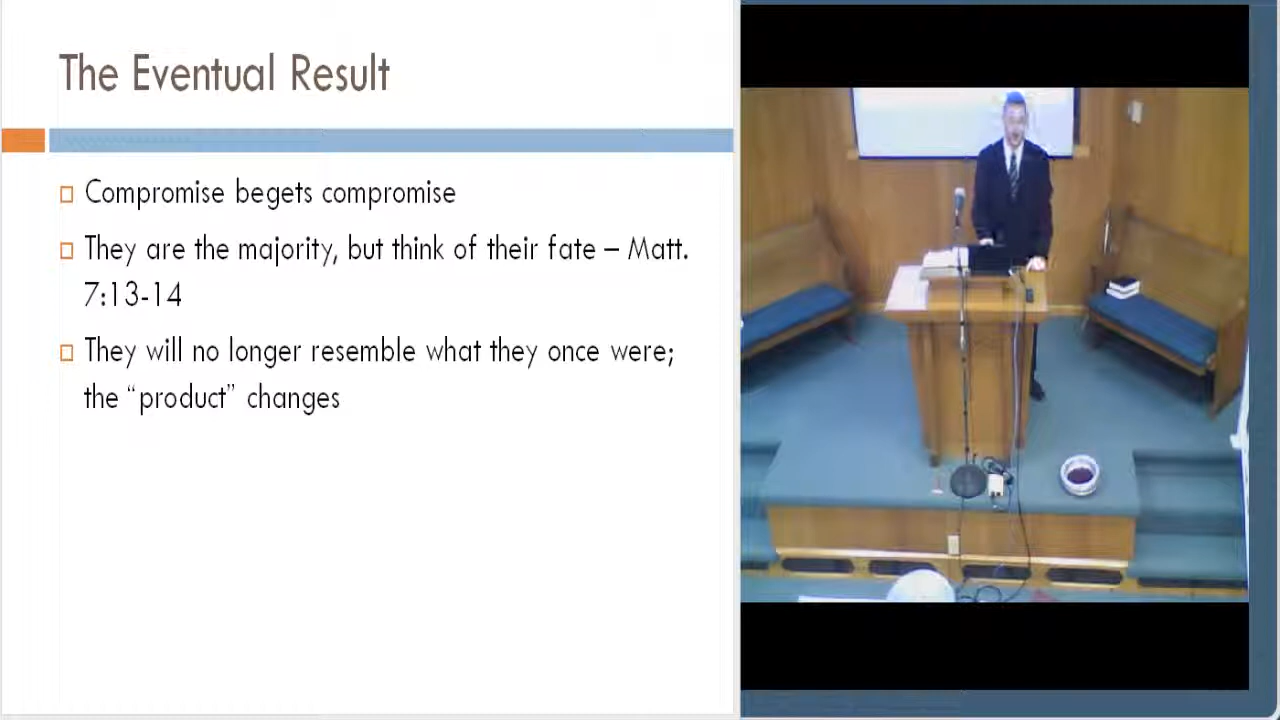 The Eventual Result
Compromise begets compromise
They are the majority, but think of their fate – Matt.
7:13-14
They will no longer resemble what they once were;
the “product” changes